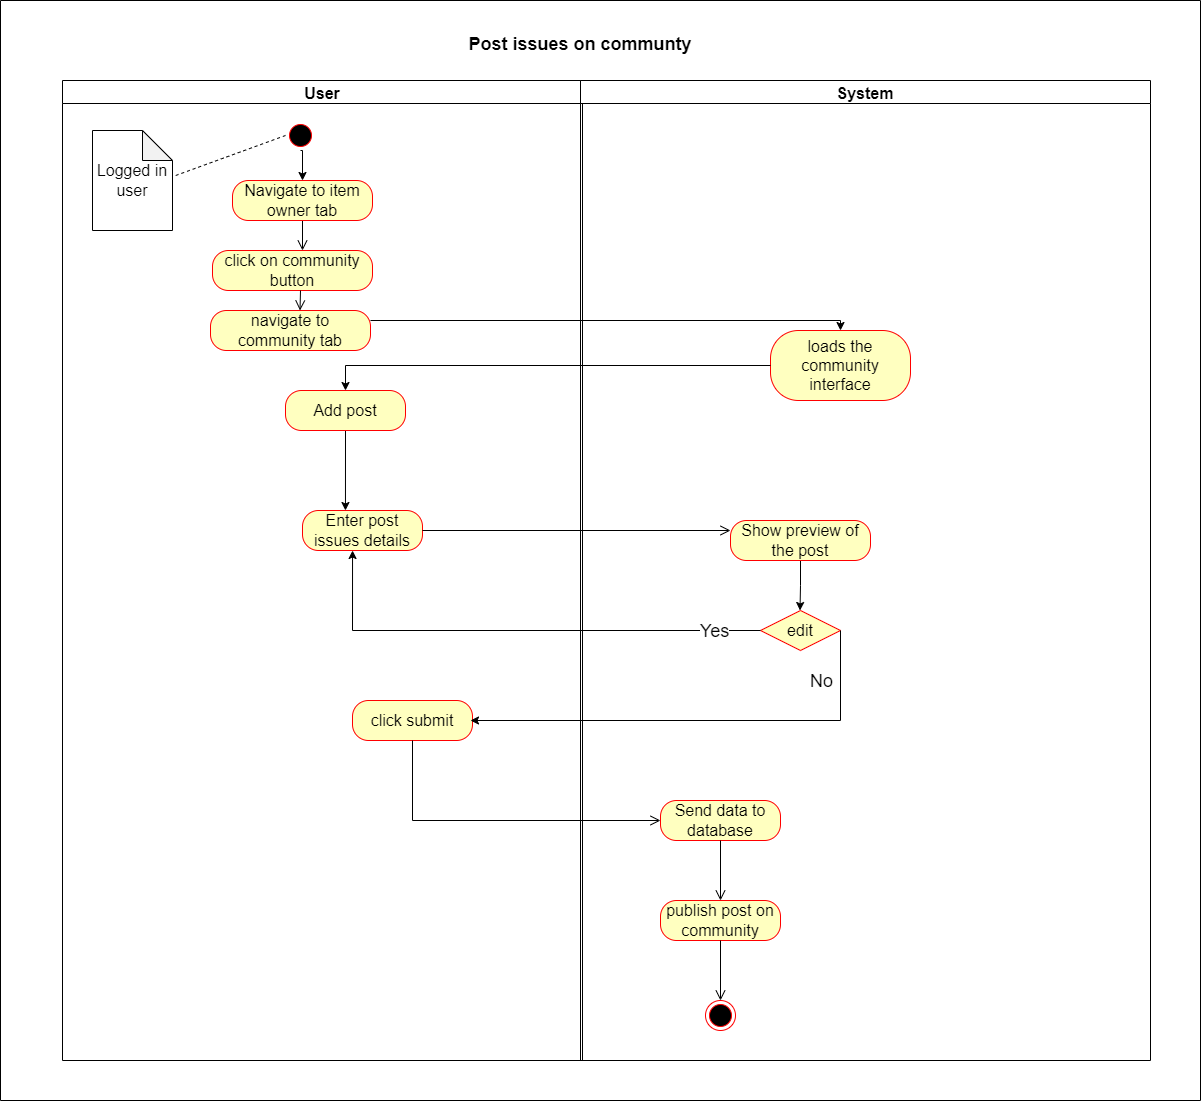 Post issues on communty
User
System
Logged in
user
Navigate to item
owner tab
click on community
button
navigate to
community tab
loads the
community
interface
Add post
Enter post
issues details
Show preview of
the post
Yes
edit
No
click submit
Send data to
database
publish post on
community